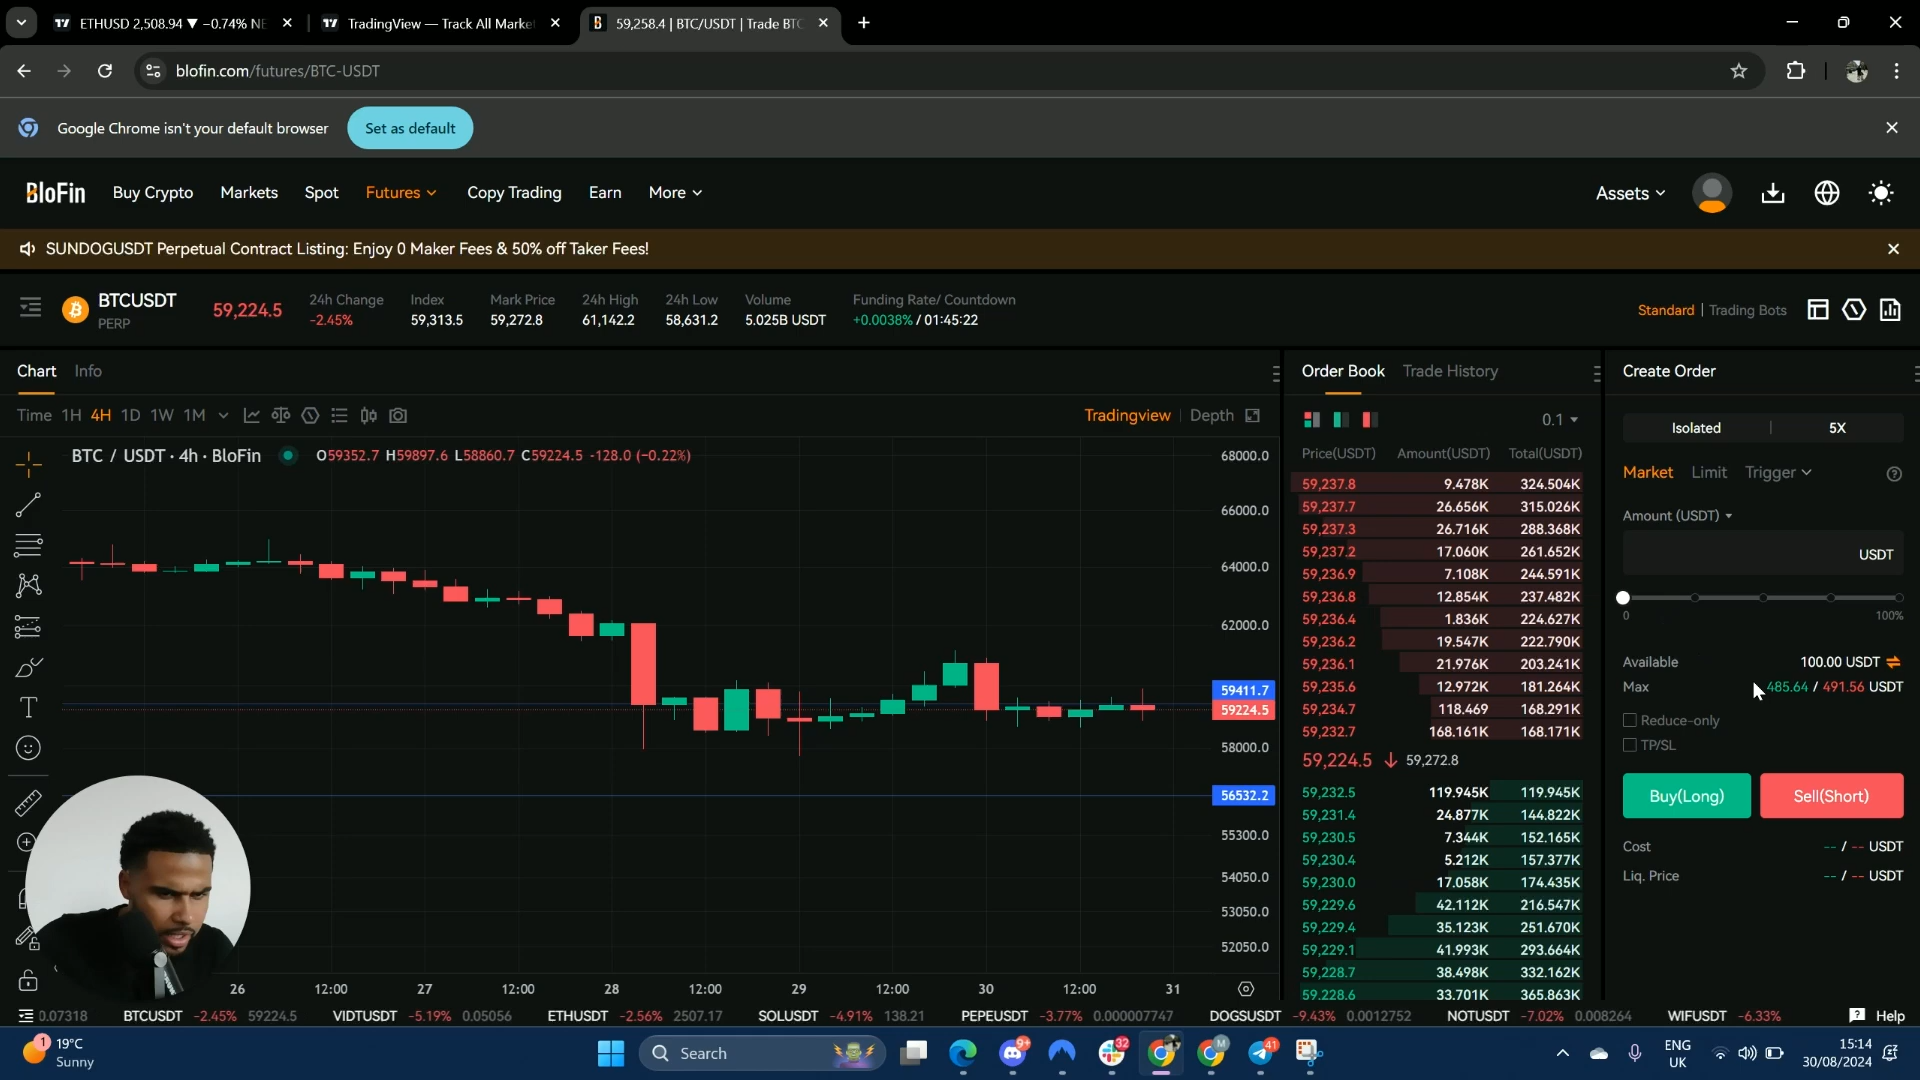 ETHUSD 2,508.94 ▼ −0.74% NE
TradingView — Track All Marke
59,258.4 | BTC/USDT | Trade BTC
blofin.com/futures/BTC-USDT
Google Chrome isn't your default browser
Set as default
BloFin
Buy Crypto
Markets
Spot
Futures
Copy Trading
Earn
More
Assets
SUNDOGUSDT Perpetual Contract Listing: Enjoy 0 Maker Fees & 50% off Taker Fees!
BTCUSDT
PERP
59,224.5
24h Change
-2.45%
Index
59,313.5
Mark Price
59,272.8
24h High
61,142.2
24h Low
58,631.2
Volume
5.025B USDT
Funding Rate/ Countdown
+0.0038% / 01:45:22
Standard | Trading Bots
Chart Info
Time 1H 4H 1D 1W 1M
Tradingview | Depth
BTC / USDT · 4h · BloFin
O59352.7 H59897.6 L58860.7 C59224.5 -128.0 (−0.22%)
68000.0
66000.0
64000.0
62000.0
59411.7
59224.5
58000.0
56532.2
55300.0
54050.0
53050.0
52050.0
26 12:00 27 12:00 28 12:00 29 12:00 30 12:00 31
Order Book Trade History
0.1
Price(USDT) Amount(USDT) Total(USDT)
59,237.8 9.478K 324.504K
59,237.7 26.656K 315.026K
59,237.3 26.716K 288.368K
59,237.2 17.060K 261.652K
59,236.9 7.108K 244.591K
59,236.8 12.854K 237.482K
59,236.4 1.836K 224.627K
59,236.2 19.547K 222.790K
59,236.1 21.976K 203.241K
59,235.6 12.972K 181.264K
59,234.7 118.469 168.291K
59,232.7 168.161K 168.171K
59,224.5 ↓ 59,272.8
59,232.5 119.945K 119.945K
59,231.4 24.877K 144.822K
59,230.5 7.344K 152.165K
59,230.4 5.212K 157.377K
59,230.0 17.058K 174.435K
59,229.6 42.112K 216.547K
59,229.4 35.123K 251.670K
59,229.1 41.993K 293.664K
59,228.7 38.498K 332.162K
59,228.6 33.701K 365.863K
Create Order
Isolated | 5X
Market Limit Trigger
Amount (USDT)
USDT
0 100%
Available 100.00 USDT
Max 485.64 / 491.56 USDT
Reduce-only
TP/SL
Buy(Long) Sell(Short)
Cost -- / -- USDT
Liq. Price -- / -- USDT
0.07318 BTCUSDT -2.45% 59224.5 VIDTUSDT -5.19% 0.05056 ETHUSDT -2.56% 2507.17 SOLUSDT -4.91% 138.21 PEPEUSDT -3.77% 0.000007747 DOGSUSDT -9.43% 0.0012752 NOTUSDT -7.02% 0.008264 WIFUSDT -6.33% Help
1
19°C
Sunny
Search
9+
32
M
41
ENG
UK
15:14
30/08/2024